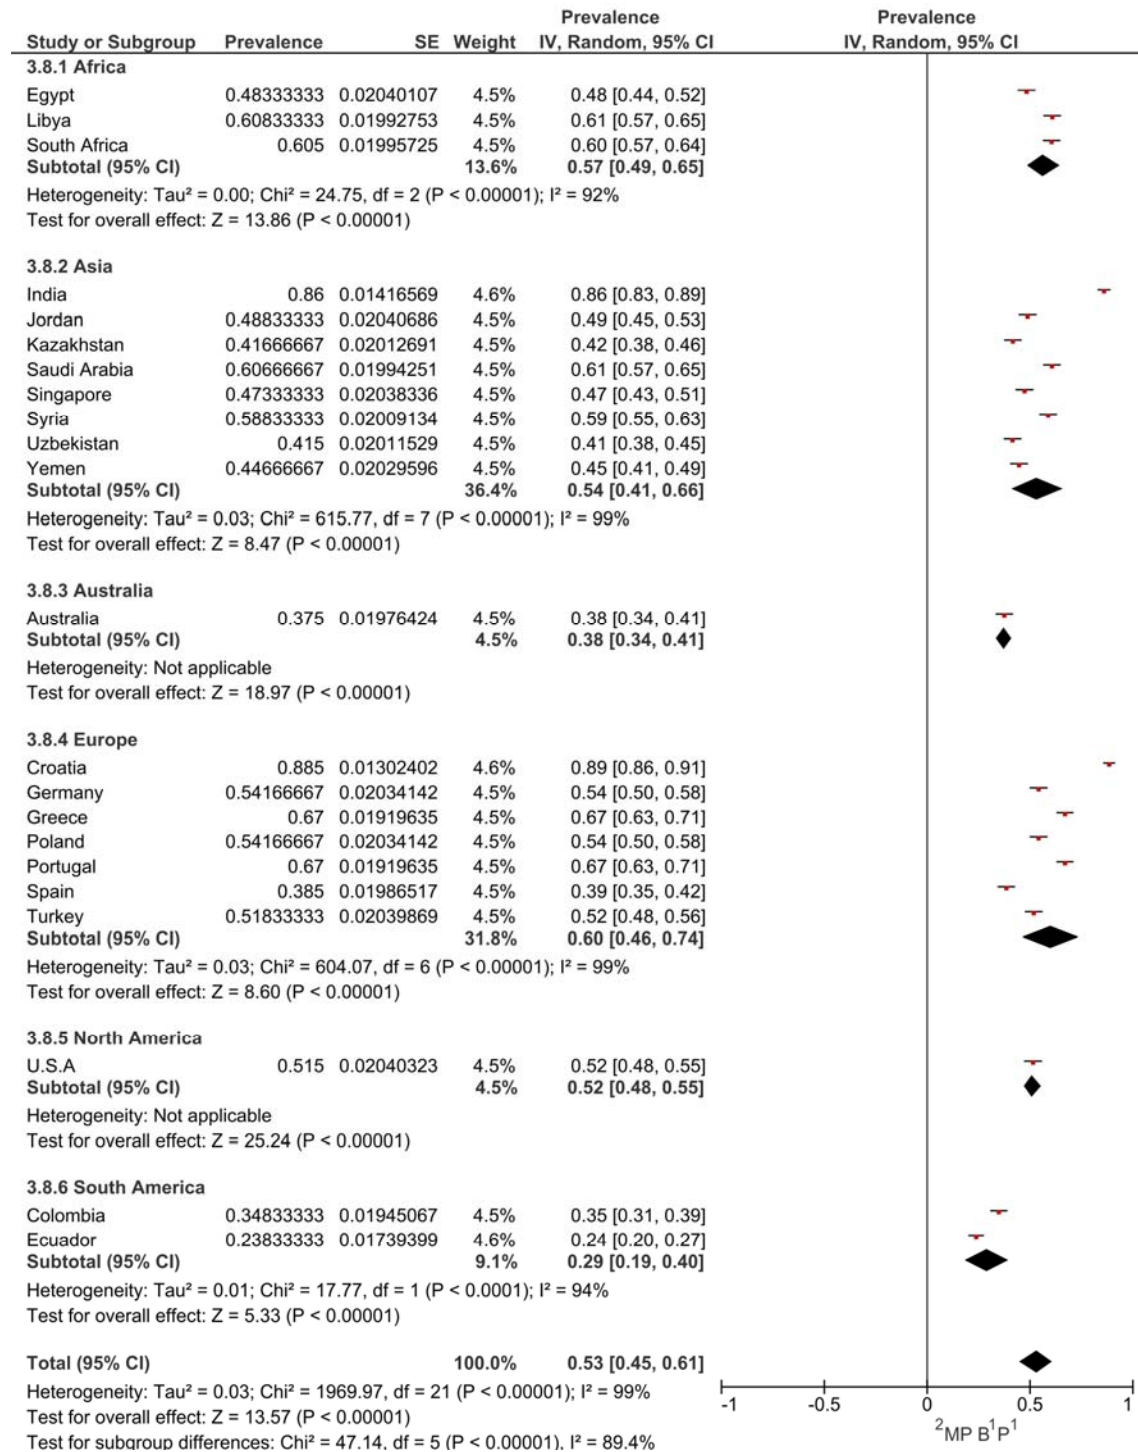 Prevalence Prevalence
Study or Subgroup Prevalence SE Weight IV, Random, 95% CI IV, Random, 95% CI
3.8.1 Africa
Egypt 0.48333333 0.02040107 4.5% 0.48 [0.44, 0.52]
Libya 0.60833333 0.01992753 4.5% 0.61 [0.57, 0.65]
South Africa 0.605 0.01995725 4.5% 0.60 [0.57, 0.64]
Subtotal (95% CI) 13.6% 0.57 [0.49, 0.65]
Heterogeneity: Tau² = 0.00; Chi² = 24.75, df = 2 (P < 0.00001); I² = 92%
Test for overall effect: Z = 13.86 (P < 0.00001)
3.8.2 Asia
India 0.86 0.01416569 4.6% 0.86 [0.83, 0.89]
Jordan 0.48833333 0.02040686 4.5% 0.49 [0.45, 0.53]
Kazakhstan 0.41666667 0.02012691 4.5% 0.42 [0.38, 0.46]
Saudi Arabia 0.60666667 0.01994251 4.5% 0.61 [0.57, 0.65]
Singapore 0.47333333 0.02038336 4.5% 0.47 [0.43, 0.51]
Syria 0.58833333 0.02009134 4.5% 0.59 [0.55, 0.63]
Uzbekistan 0.415 0.02011529 4.5% 0.41 [0.38, 0.45]
Yemen 0.44666667 0.02029596 4.5% 0.45 [0.41, 0.49]
Subtotal (95% CI) 36.4% 0.54 [0.41, 0.66]
Heterogeneity: Tau² = 0.03; Chi² = 615.77, df = 7 (P < 0.00001); I² = 99%
Test for overall effect: Z = 8.47 (P < 0.00001)
3.8.3 Australia
Australia 0.375 0.01976424 4.5% 0.38 [0.34, 0.41]
Subtotal (95% CI) 4.5% 0.38 [0.34, 0.41]
Heterogeneity: Not applicable
Test for overall effect: Z = 18.97 (P < 0.00001)
3.8.4 Europe
Croatia 0.885 0.01302402 4.6% 0.89 [0.86, 0.91]
Germany 0.54166667 0.02034142 4.5% 0.54 [0.50, 0.58]
Greece 0.67 0.01919635 4.5% 0.67 [0.63, 0.71]
Poland 0.54166667 0.02034142 4.5% 0.54 [0.50, 0.58]
Portugal 0.67 0.01919635 4.5% 0.67 [0.63, 0.71]
Spain 0.385 0.01986517 4.5% 0.39 [0.35, 0.42]
Turkey 0.51833333 0.02039869 4.5% 0.52 [0.48, 0.56]
Subtotal (95% CI) 31.8% 0.60 [0.46, 0.74]
Heterogeneity: Tau² = 0.03; Chi² = 604.07, df = 6 (P < 0.00001); I² = 99%
Test for overall effect: Z = 8.60 (P < 0.00001)
3.8.5 North America
U.S.A 0.515 0.02040323 4.5% 0.52 [0.48, 0.55]
Subtotal (95% CI) 4.5% 0.52 [0.48, 0.55]
Heterogeneity: Not applicable
Test for overall effect: Z = 25.24 (P < 0.00001)
3.8.6 South America
Colombia 0.34833333 0.01945067 4.5% 0.35 [0.31, 0.39]
Ecuador 0.23833333 0.01739399 4.6% 0.24 [0.20, 0.27]
Subtotal (95% CI) 9.1% 0.29 [0.19, 0.40]
Heterogeneity: Tau² = 0.01; Chi² = 17.77, df = 1 (P < 0.0001); I² = 94%
Test for overall effect: Z = 5.33 (P < 0.00001)
Total (95% CI) 100.0% 0.53 [0.45, 0.61]
Heterogeneity: Tau² = 0.03; Chi² = 1969.97, df = 21 (P < 0.00001); I² = 99%
Test for overall effect: Z = 13.57 (P < 0.00001)
Test for subgroup differences: Chi² = 47.14, df = 5 (P < 0.00001), I² = 89.4%
-1 -0.5 0 0.5 1
²MP B¹P¹